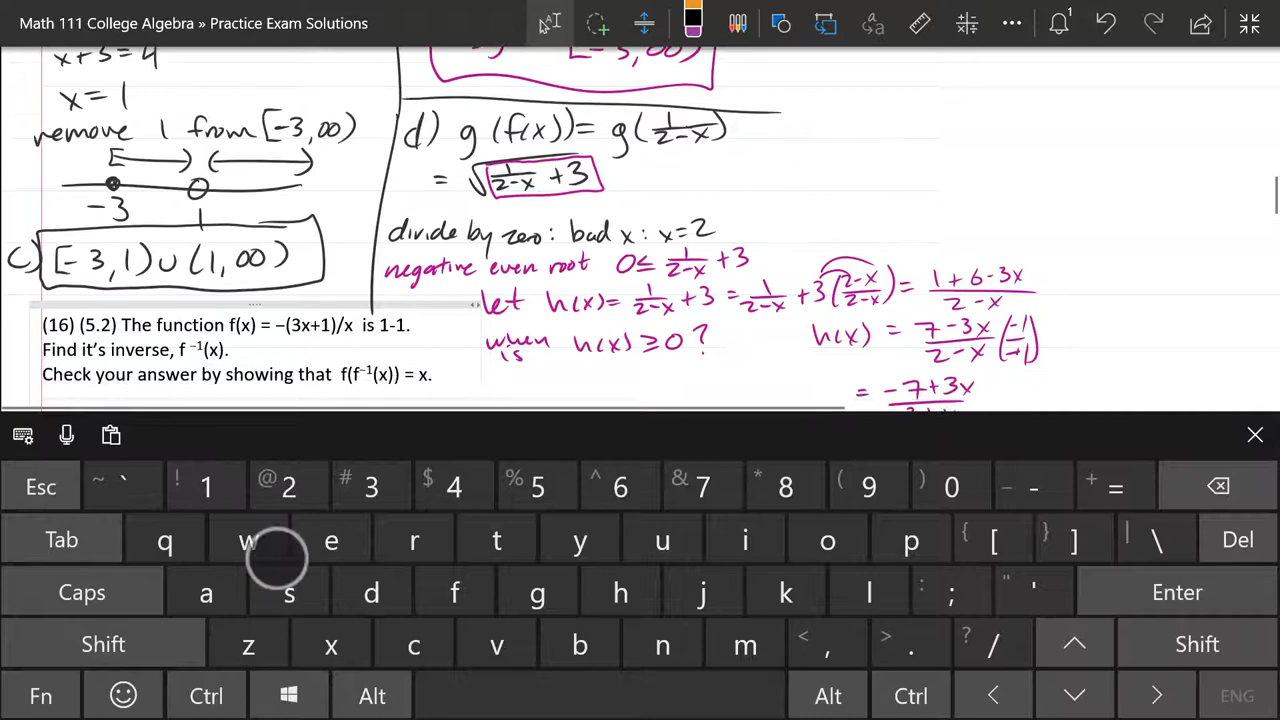 Math 111 College Algebra » Practice Exam Solutions
x+3=4
x=1
remove 1 from [-3,∞)
-3
1
c) [-3,1)∪(1,∞)
(16) (5.2) The function f(x) = −(3x+1)/x is 1-1.
Find it's inverse, f ⁻¹(x).
Check your answer by showing that f(f⁻¹(x)) = x.
d) g(f(x))= g(1/(2-x))
= √(1/(2-x) +3)
divide by zero: bad x: x=2
negative even root 0≤ 1/(2-x) +3
let h(x)= 1/(2-x) +3 = 1/(2-x) +3 ((2-x)/(2-x)) = (1+6-3x)/(2-x)
when is h(x) ≥0 ?
h(x) = (7-3x)/(2-x) (-1/-1)
= -7+3x
Esc ~ ` ! 1 @ 2 # 3 $ 4 % 5 ^ 6 & 7 * 8 ( 9 ) 0 _ - + =
Tab q w e r t y u i o p { [ } ] | \ Del
Caps a s d f g h j k l : ; " ' Enter
Shift z x c v b n m < , > . ? / Shift
Fn Ctrl Alt Alt Ctrl ENG